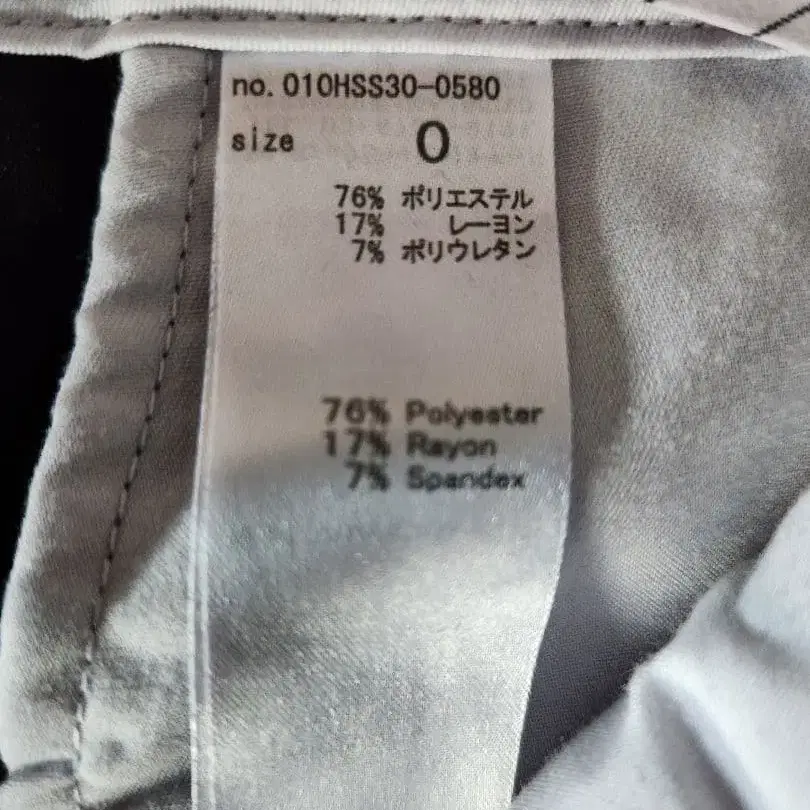 no. 010HSS30-0580
size 0
76% ポリエステル
17% レーヨン
7% ポリウレタン
76% Polyester
17% Rayon
7% Spandex